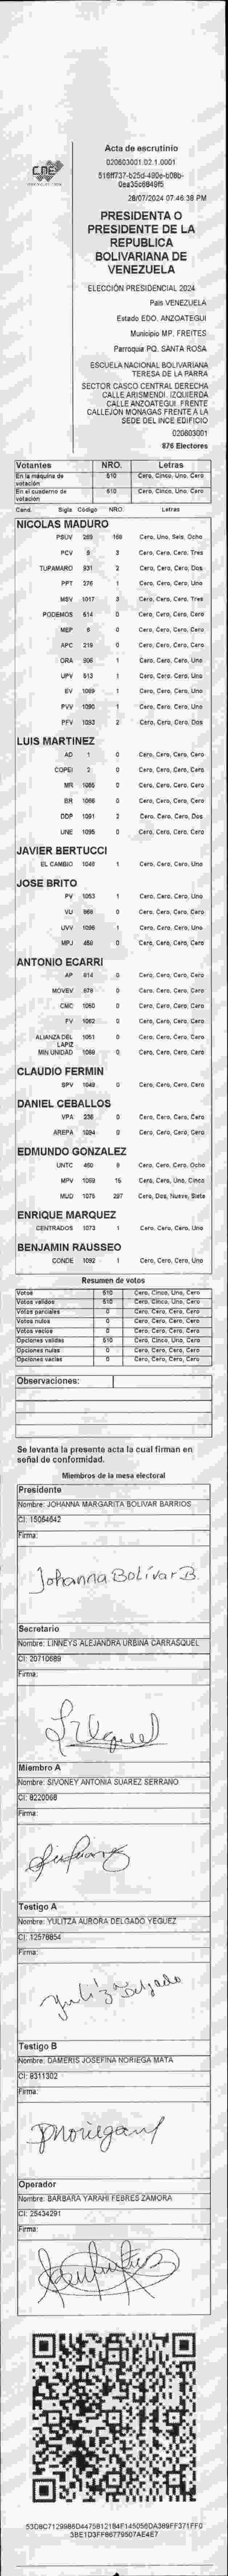 CNE
Acta de escrutinio
020803001.02.1.0001
28/07/2024 07:46:38 PM
PRESIDENTA O
PRESIDENTE DE LA
REPUBLICA
BOLIVARIANA DE
VENEZUELA
ELECCIÓN PRESIDENCIAL 2024
País VENEZUELA
Estado EDO. ANZOATEGUI
Municipio MP. FREITES
Parroquia PQ. SANTA ROSA
ESCUELA NACIONAL BOLIVARIANA
TERESA DE LA PARRA
SECTOR CASCO CENTRAL DERECHA
CALLE ARISMENDI. IZQUIERDA
CALLE ANZOATEGUI. FRENTE
CALLEJON MONAGAS FRENTE A LA
SEDE DEL INCE EDIFICIO
020803001
876 Electores
Votantes NRO. Letras
En la máquina de votación 510 Cero, Cinco, Uno, Cero
En el cuaderno de votación 510 Cero, Cinco, Uno, Cero
Cand. Sigla Código NRO. Letras
NICOLAS MADURO
PSUV 168 Cero, Uno, Seis, Ocho
PCV 3 Cero, Cero, Cero, Tres
TUPAMARO 931 2 Cero, Cero, Cero, Dos
PPT 276 1 Cero, Cero, Cero, Uno
MSV 1017 3 Cero, Cero, Cero, Tres
PODEMOS 614 0 Cero, Cero, Cero, Cero
MEP 0 Cero, Cero, Cero, Cero
APC 219 0 Cero, Cero, Cero, Cero
ORA 906 1 Cero, Cero, Cero, Uno
UPV 513 1 Cero, Cero, Cero, Uno
EV 1069 1 Cero, Cero, Cero, Uno
PVV 1090 1 Cero, Cero, Cero, Uno
PFV 1093 2 Cero, Cero, Cero, Dos
LUIS MARTINEZ
AD 1 0 Cero, Cero, Cero, Cero
COPEI 2 0 Cero, Cero, Cero, Cero
MR 1065 0 Cero, Cero, Cero, Cero
BR 1066 0 Cero, Cero, Cero, Cero
DDP 1091 2 Cero, Cero, Cero, Dos
UNE 1095 0 Cero, Cero, Cero, Cero
JAVIER BERTUCCI
EL CAMBIO 1048 1 Cero, Cero, Cero, Uno
JOSE BRITO
PV 1053 1 Cero, Cero, Cero, Uno
VU 868 0 Cero, Cero, Cero, Cero
UVV 1096 1 Cero, Cero, Cero, Uno
MPJ 458 0 Cero, Cero, Cero, Cero
ANTONIO ECARRI
AP 814 0 Cero, Cero, Cero, Cero
MOVEV 878 0 Cero, Cero, Cero, Cero
CMC 1050 0 Cero, Cero, Cero, Cero
FV 1062 0 Cero, Cero, Cero, Cero
ALIANZA DEL LAPIZ 1051 0 Cero, Cero, Cero, Cero
MIN UNIDAD 1068 0 Cero, Cero, Cero, Cero
CLAUDIO FERMIN
SPV 1049 0 Cero, Cero, Cero, Cero
DANIEL CEBALLOS
VPA 236 0 Cero, Cero, Cero, Cero
AREPA 1094 0 Cero, Cero, Cero, Cero
EDMUNDO GONZALEZ
UNTC 460 8 Cero, Cero, Cero, Ocho
MPV 1059 15 Cero, Cero, Uno, Cinco
MUD 1075 297 Cero, Dos, Nueve, Siete
ENRIQUE MARQUEZ
CENTRADOS 1073 1 Cero, Cero, Cero, Uno
BENJAMIN RAUSSEO
CONDE 1092 1 Cero, Cero, Cero, Uno
Resumen de votos
Votos 510 Cero, Cinco, Uno, Cero
Votos validos 510 Cero, Cinco, Uno, Cero
Votos parciales 0 Cero, Cero, Cero, Cero
Votos nulos 0 Cero, Cero, Cero, Cero
Votos vacios 0 Cero, Cero, Cero, Cero
Opciones validas 510 Cero, Cinco, Uno, Cero
Opciones nulas 0 Cero, Cero, Cero, Cero
Opciones vacias 0 Cero, Cero, Cero, Cero
Observaciones:
Se levanta la presente acta la cual firman en
señal de conformidad.
Miembros de la mesa electoral
Presidente
Nombre: JOHANNA MARGARITA BOLIVAR BARRIOS
CI: 15064642
Firma:
Johanna Bolívar B.
Secretario
Nombre: LINNEYS ALEJANDRA URBINA CARRASQUEL
CI: 20710689
Firma:
Miembro A
Nombre: SIVONEY ANTONIA SUAREZ SERRANO
CI: 8220066
Firma:
Testigo A
Nombre: YULITZA AURORA DELGADO YEGUEZ
CI: 12576854
Firma:
Yulitza Delgado
Testigo B
Nombre: DAMERIS JOSEFINA NORIEGA MATA
CI: 8311302
Firma:
Operador
Nombre: BARBARA YARAHI FEBRES ZAMORA
CI: 25434291
Firma: